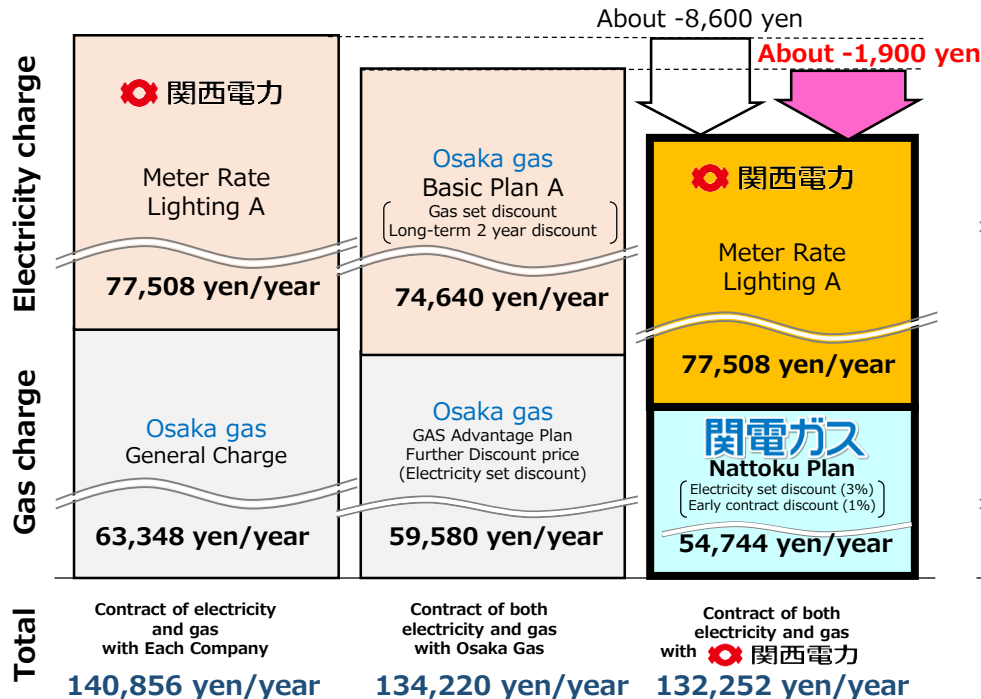 About -8,600 yen
About -1,900 yen
Electricity charge
関西電力
Meter Rate
Lighting A
77,508 yen/year
Osaka gas
Basic Plan A
Gas set discount
Long-term 2 year discount
74,640 yen/year
関西電力
Meter Rate
Lighting A
77,508 yen/year
Gas charge
Osaka gas
General Charge
63,348 yen/year
Osaka gas
GAS Advantage Plan
Further Discount price
(Electricity set discount)
59,580 yen/year
関電ガス
Nattoku Plan
Electricity set discount (3%)
Early contract discount (1%)
54,744 yen/year
Total
Contract of electricity
and gas
with Each Company
140,856 yen/year
Contract of both
electricity and gas
with Osaka Gas
134,220 yen/year
Contract of both
electricity and gas
with 関西電力
132,252 yen/year